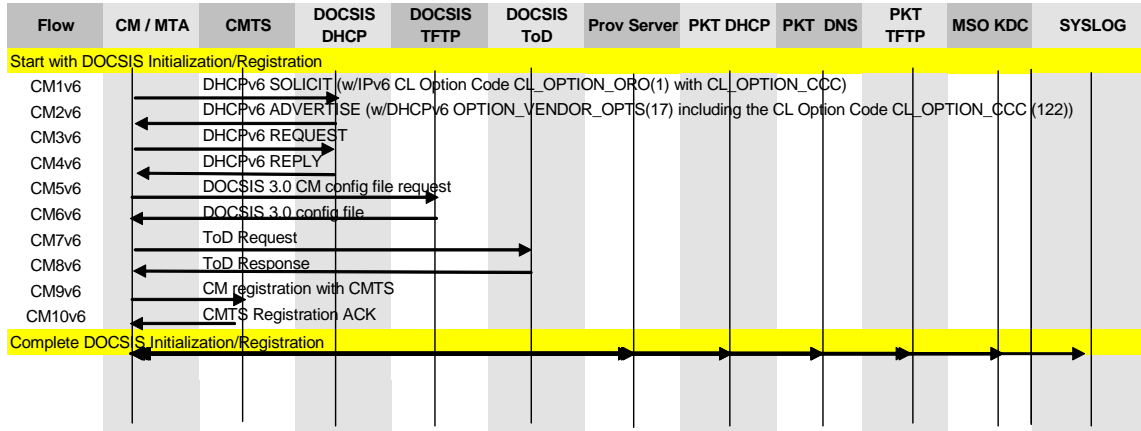 Flow CM / MTA CMTS DOCSIS DHCP DOCSIS TFTP DOCSIS ToD Prov Server PKT DHCP PKT DNS PKT TFTP MSO KDC SYSLOG
Start with DOCSIS Initialization/Registration
CM1v6 DHCPv6 SOLICIT (w/IPv6 CL Option Code CL_OPTION_ORO(1) with CL_OPTION_CCC)
CM2v6 DHCPv6 ADVERTISE (w/DHCPv6 OPTION_VENDOR_OPTS(17) including the CL Option Code CL_OPTION_CCC (122))
CM3v6 DHCPv6 REQUEST
CM4v6 DHCPv6 REPLY
CM5v6 DOCSIS 3.0 CM config file request
CM6v6 DOCSIS 3.0 config file
CM7v6 ToD Request
CM8v6 ToD Response
CM9v6 CM registration with CMTS
CM10v6 CMTS Registration ACK
Complete DOCSIS Initialization/Registration